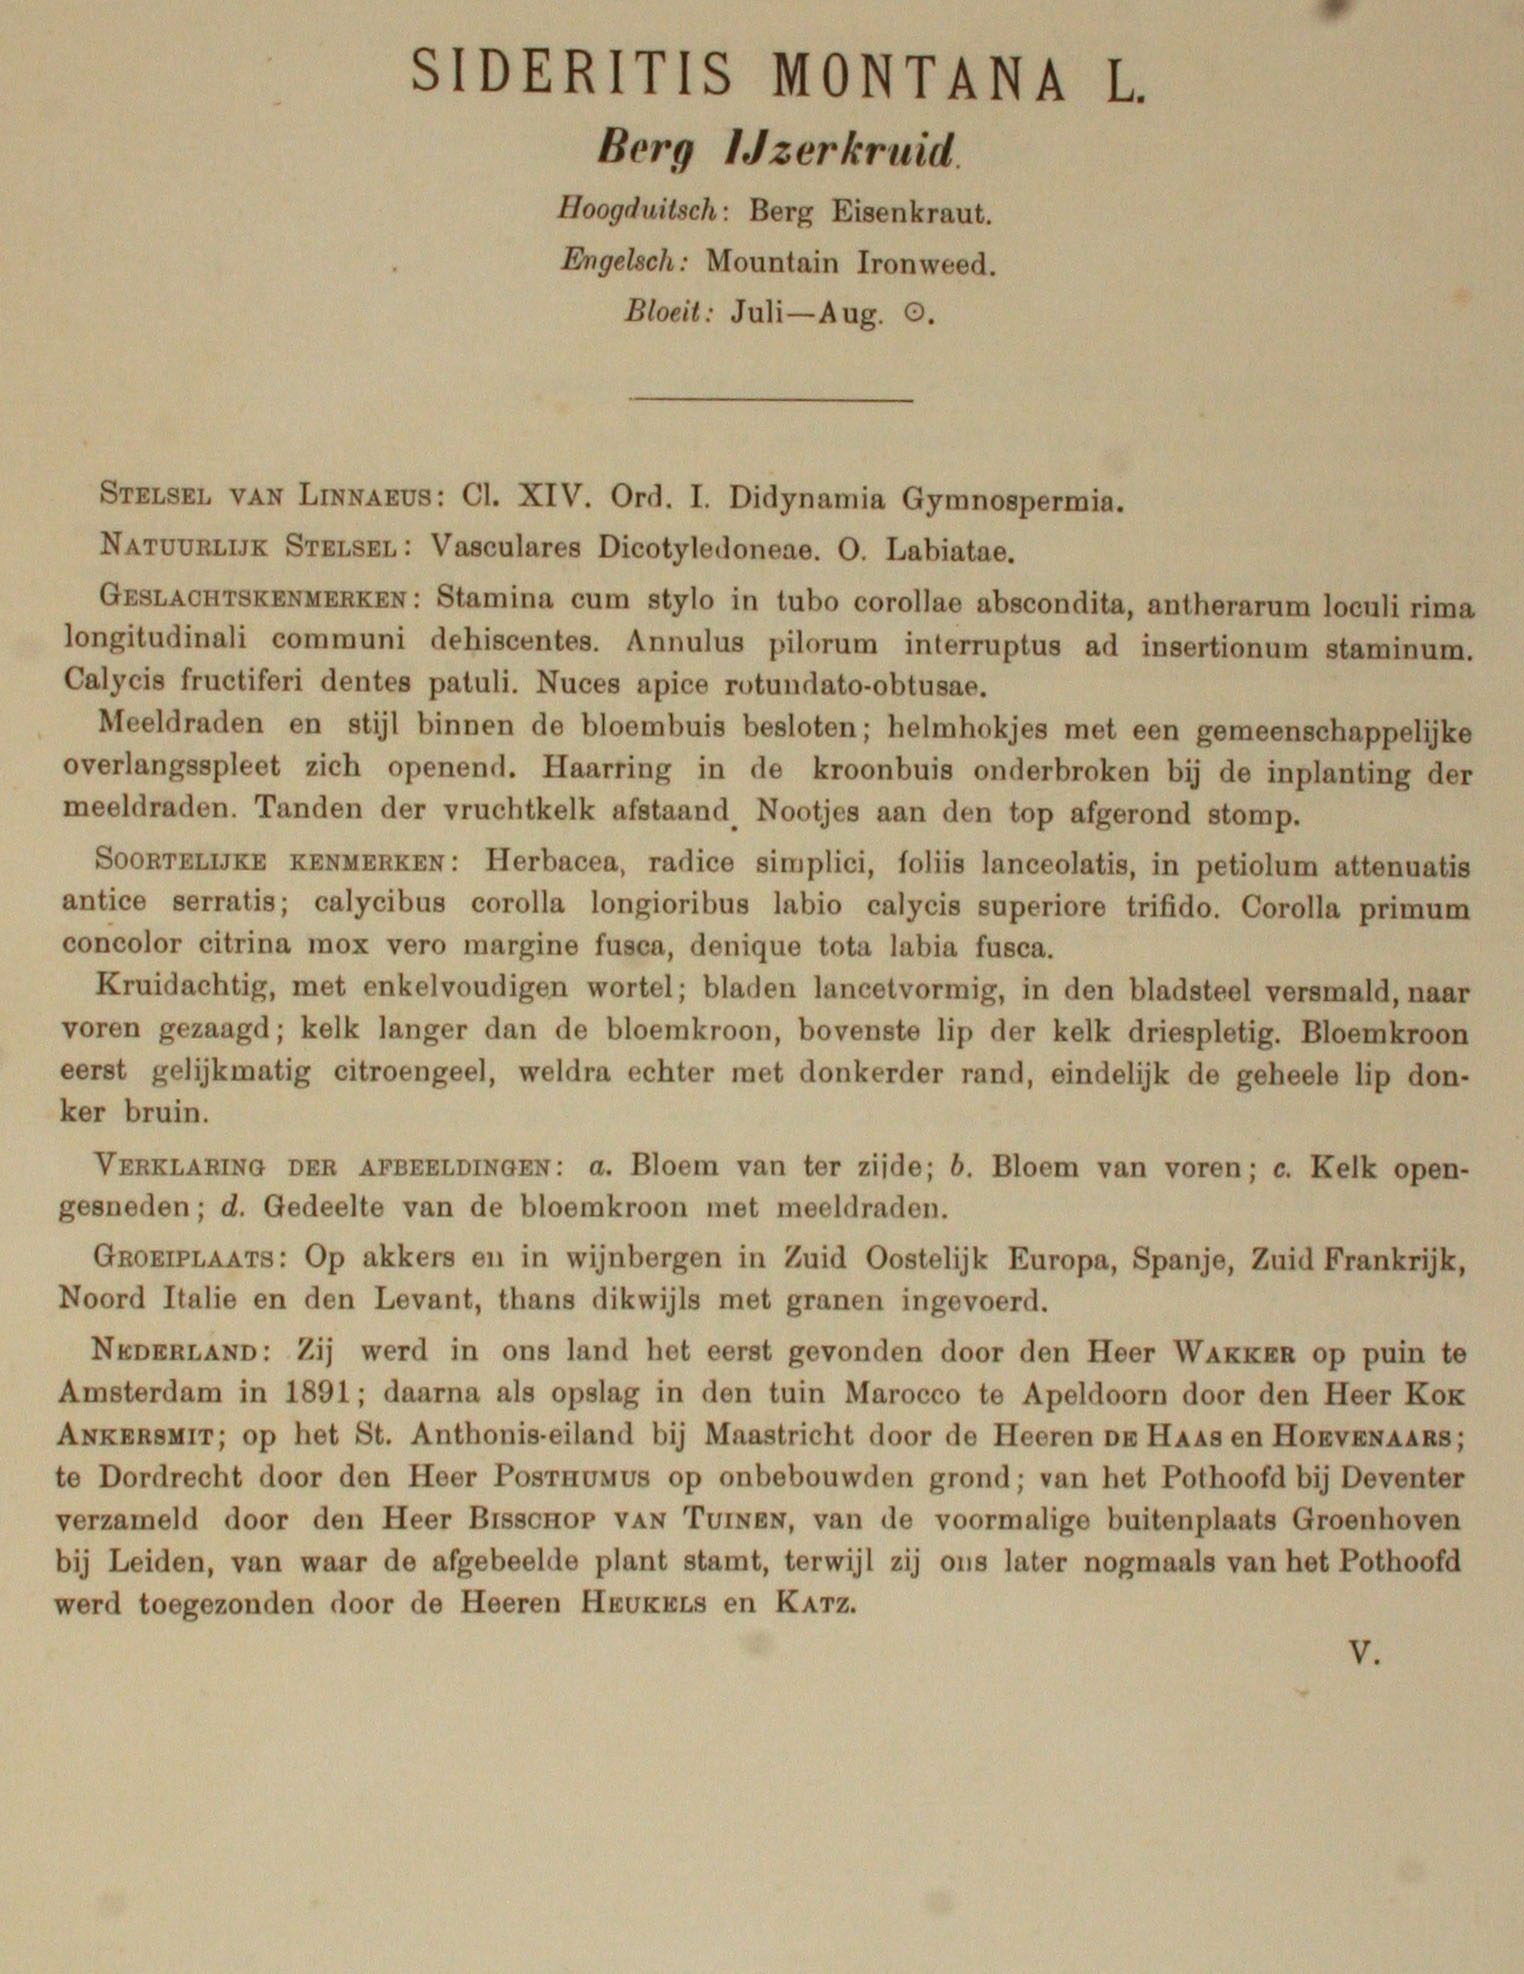 SIDERITIS MONTANA L.
Berg IJzerkruid.
Hoogduitsch: Berg Eisenkraut.
Engelsch: Mountain Ironweed.
Bloeit: Juli—Aug. ⊙.
STELSEL VAN LINNAEUS: Cl. XIV. Ord. I. Didynamia Gymnospermia.
NATUURLIJK STELSEL: Vasculares Dicotyledoneae. O. Labiatae.
GESLACHTSKENMERKEN: Stamina cum stylo in tubo corollae abscondita, antherarum loculi rima
longitudinali communi dehiscentes. Annulus pilorum interruptus ad insertionum staminum.
Calycis fructiferi dentes patuli. Nuces apice rotundato-obtusae.
Meeldraden en stijl binnen de bloembuis besloten; helmhokjes met een gemeenschappelijke
overlangsspleet zich openend. Haarring in de kroonbuis onderbroken bij de inplanting der
meeldraden. Tanden der vruchtkelk afstaand. Nootjes aan den top afgerond stomp.
SOORTELIJKE KENMERKEN: Herbacea, radice simplici, foliis lanceolatis, in petiolum attenuatis
antice serratis; calycibus corolla longioribus labio calycis superiore trifido. Corolla primum
concolor citrina mox vero margine fusca, denique tota labia fusca.
Kruidachtig, met enkelvoudigen wortel; bladen lancetvormig, in den bladsteel versmald, naar
voren gezaagd; kelk langer dan de bloemkroon, bovenste lip der kelk driespletig. Bloemkroon
eerst gelijkmatig citroengeel, weldra echter met donkerder rand, eindelijk de geheele lip don-
ker bruin.
VERKLARING DER AFBEELDINGEN: a. Bloem van ter zijde; b. Bloem van voren; c. Kelk open-
gesneden; d. Gedeelte van de bloemkroon met meeldraden.
GROEIPLAATS: Op akkers en in wijnbergen in Zuid Oostelijk Europa, Spanje, Zuid Frankrijk,
Noord Italie en den Levant, thans dikwijls met granen ingevoerd.
NEDERLAND: Zij werd in ons land het eerst gevonden door den Heer WAKKER op puin te
Amsterdam in 1891; daarna als opslag in den tuin Marocco te Apeldoorn door den Heer KOK
ANKERSMIT; op het St. Anthonis-eiland bij Maastricht door de Heeren DE HAAS en HOEVENAARS;
te Dordrecht door den Heer POSTHUMUS op onbebouwden grond; van het Pothoofd bij Deventer
verzameld door den Heer BISSCHOP VAN TUINEN, van de voormalige buitenplaats Groenhoven
bij Leiden, van waar de afgebeelde plant stamt, terwijl zij ons later nogmaals van het Pothoofd
werd toegezonden door de Heeren HEUKELS en KATZ.
V.